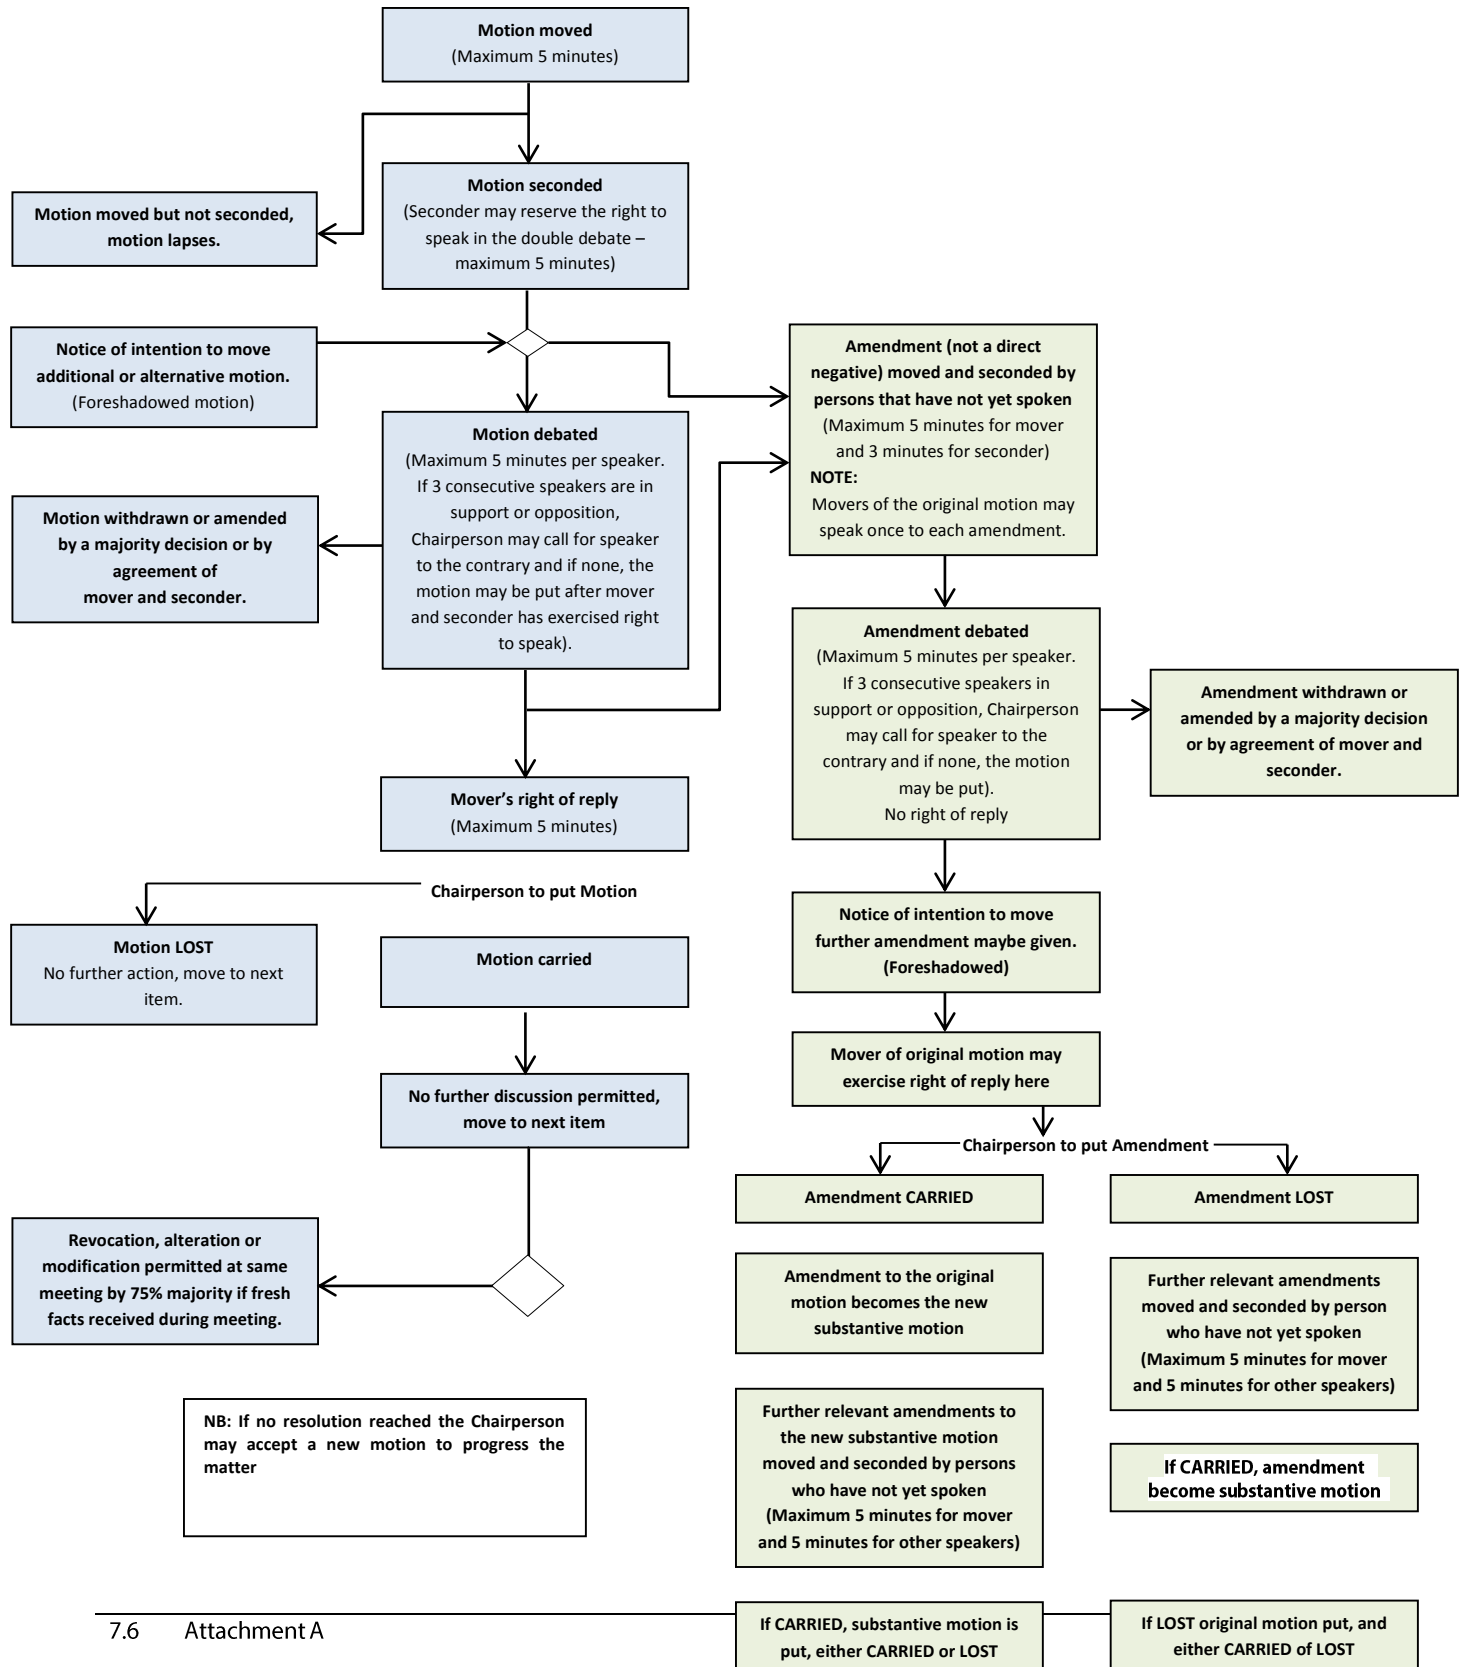 Motion moved
(Maximum 5 minutes)
Motion seconded
(Seconder may reserve the right to
speak in the double debate –
maximum 5 minutes)
Motion moved but not seconded,
motion lapses.
Notice of intention to move
additional or alternative motion.
(Foreshadowed motion)
Motion debated
(Maximum 5 minutes per speaker.
If 3 consecutive speakers are in
support or opposition,
Chairperson may call for speaker
to the contrary and if none, the
motion may be put after mover
and seconder has exercised right
to speak).
Motion withdrawn or amended
by a majority decision or by
agreement of
mover and seconder.
Mover’s right of reply
(Maximum 5 minutes)
Chairperson to put Motion
Motion LOST
No further action, move to next
item.
Motion carried
No further discussion permitted,
move to next item
Revocation, alteration or
modification permitted at same
meeting by 75% majority if fresh
facts received during meeting.
NB: If no resolution reached the Chairperson
may accept a new motion to progress the
matter
Amendment (not a direct
negative) moved and seconded by
persons that have not yet spoken
(Maximum 5 minutes for mover
and 3 minutes for seconder)
NOTE:
Movers of the original motion may
speak once to each amendment.
Amendment debated
(Maximum 5 minutes per speaker.
If 3 consecutive speakers in
support or opposition, Chairperson
may call for speaker to the
contrary and if none, the motion
may be put).
No right of reply
Amendment withdrawn or
amended by a majority decision
or by agreement of mover and
seconder.
Notice of intention to move
further amendment maybe given.
(Foreshadowed)
Mover of original motion may
exercise right of reply here
Chairperson to put Amendment
Amendment CARRIED
Amendment to the original
motion becomes the new
substantive motion
Further relevant amendments to
the new substantive motion
moved and seconded by persons
who have not yet spoken
(Maximum 5 minutes for mover
and 5 minutes for other speakers)
If CARRIED, substantive motion is
put, either CARRIED or LOST
Amendment LOST
Further relevant amendments
moved and seconded by person
who have not yet spoken
(Maximum 5 minutes for mover
and 5 minutes for other speakers)
If CARRIED, amendment
become substantive motion
If LOST original motion put, and
either CARRIED of LOST
7.6 Attachment A